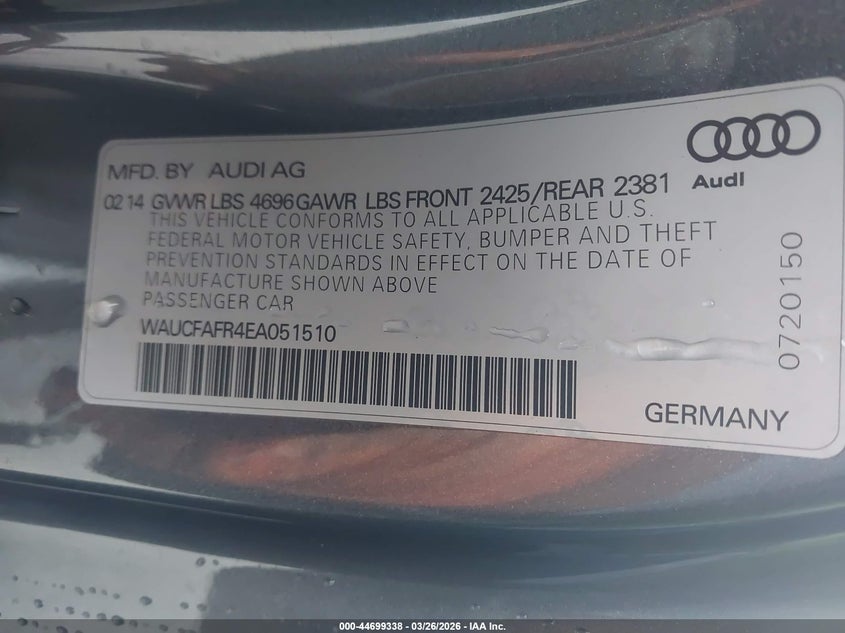 MFD. BY AUDI AG
Audi
02 14 GVWR LBS 4696 GAWR LBS FRONT 2425/REAR 2381
THIS VEHICLE CONFORMS TO ALL APPLICABLE U.S.
FEDERAL MOTOR VEHICLE SAFETY, BUMPER AND THEFT
PREVENTION STANDARDS IN EFFECT ON THE DATE OF
MANUFACTURE SHOWN ABOVE
PASSENGER CAR
WAUCFAFR4EA051510
0720150
GERMANY
000-44699338 - 03/26/2026 - IAA Inc.